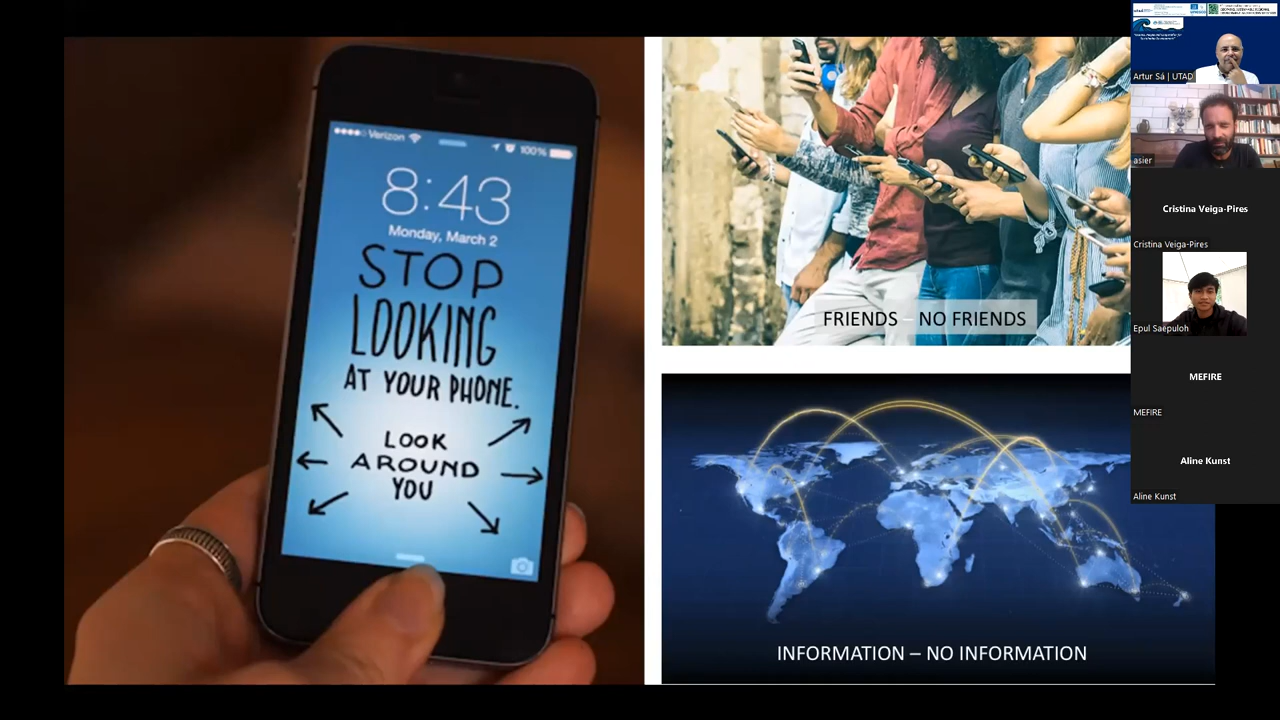 Verizon
100%
8:43
Monday, March 2
STOP
LOOKING
AT YOUR PHONE.
LOOK
AROUND
YOU
FRIENDS – NO FRIENDS
INFORMATION – NO INFORMATION
Artur Sá | UTAD
asier
Cristina Veiga-Pires
Cristina Veiga-Pires
Epul Saepuloh
MEFIRE
MEFIRE
Aline Kunst
Aline Kunst